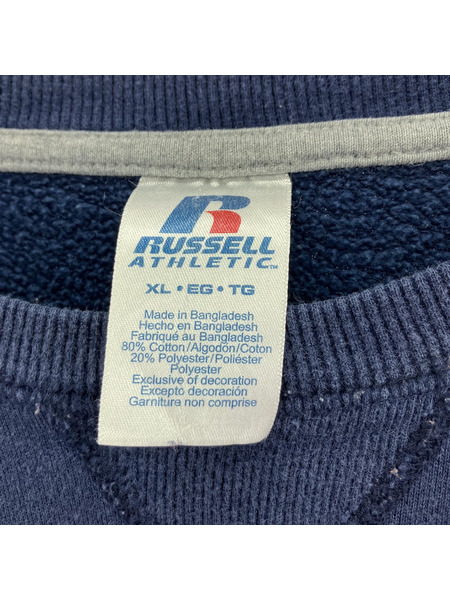 R
RUSSELL
ATHLETIC™
XL • EG • TG
Made in Bangladesh
Hecho en Bangladesh
Fabriqué au Bangladesh
80% Cotton/Algodón/Coton
20% Polyester/Poliéster
Polyester
Exclusive of decoration
Excepto decoración
Garniture non comprise